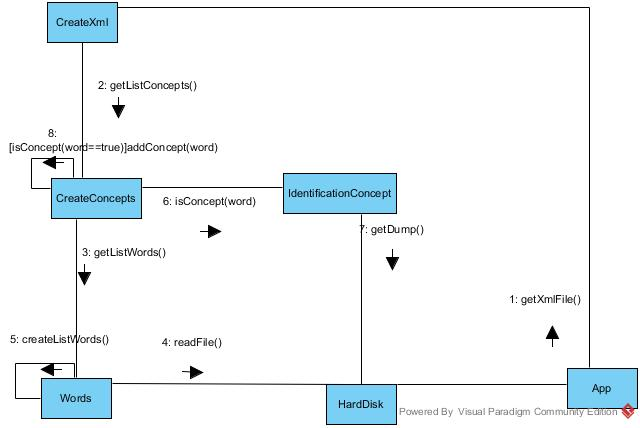 CreateXml
2: getListConcepts()
8:
[isConcept(word==true)]addConcept(word)
CreateConcepts
IdentificationConcept
6: isConcept(word)
7: getDump()
3: getListWords()
1: getXmlFile()
5: createListWords()
4: readFile()
Words
HardDisk
App
Powered By Visual Paradigm Community Edition